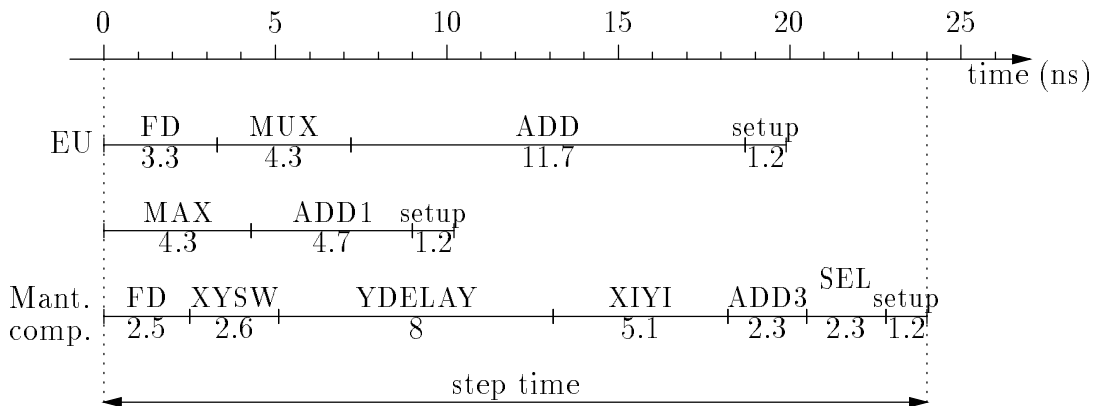 0 5 10 15 20 25
time (ns)
EU FD MUX ADD setup
3.3 4.3 11.7 1.2
MAX ADD1 setup
4.3 4.7 1.2
SEL
Mant. FD XYSW YDELAY XIYI ADD3 setup
comp. 2.5 2.6 8 5.1 2.3 2.3 1.2
step time